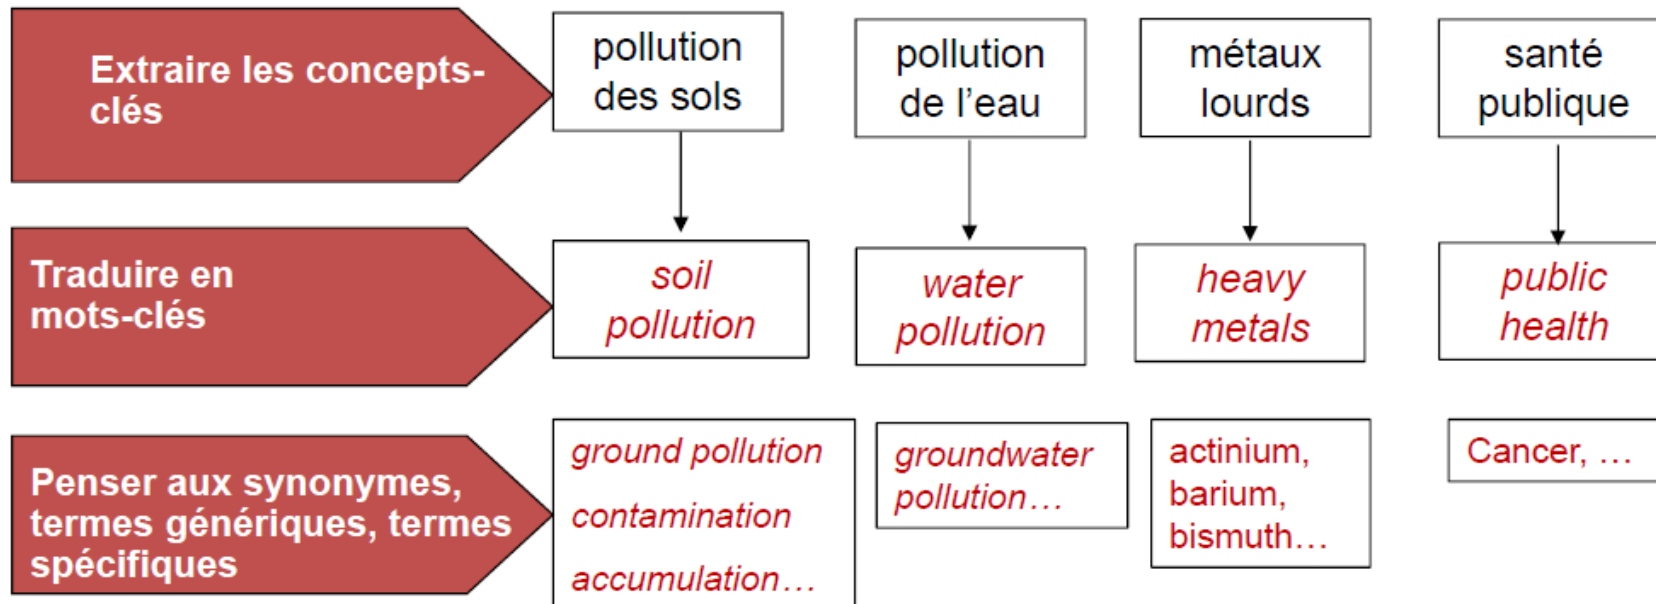 Extraire les concepts-
clés
pollution
des sols
pollution
de l'eau
métaux
lourds
santé
publique
Traduire en
mots-clés
soil
pollution
water
pollution
heavy
metals
public
health
Penser aux synonymes,
termes génériques, termes
spécifiques
ground pollution
contamination
accumulation…
groundwater
pollution…
actinium,
barium,
bismuth…
Cancer, …